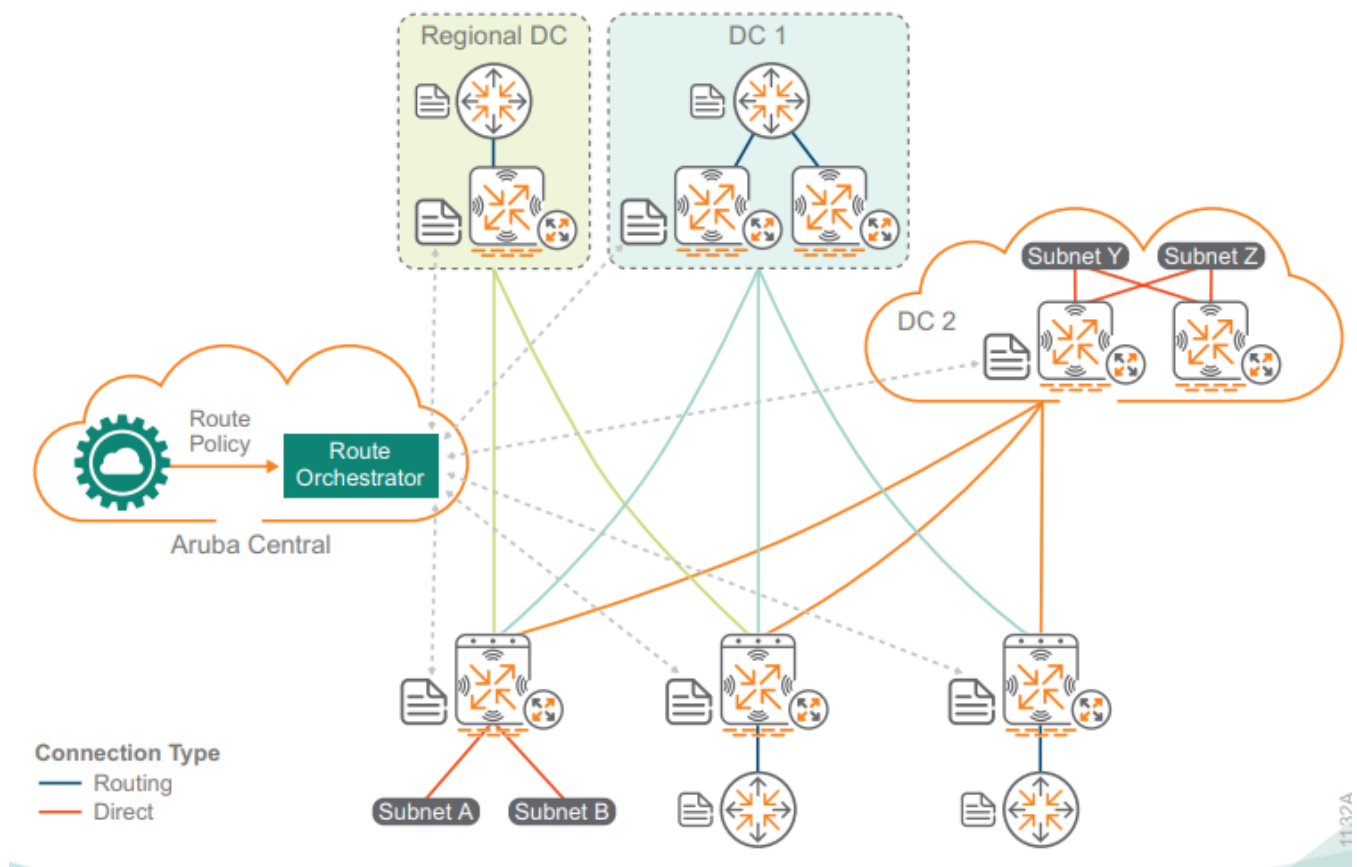 Regional DC
DC 1
Subnet Y
Subnet Z
DC 2
Route
Policy
Route
Orchestrator
Aruba Central
Connection Type
Routing
Direct
Subnet A
Subnet B
1132A